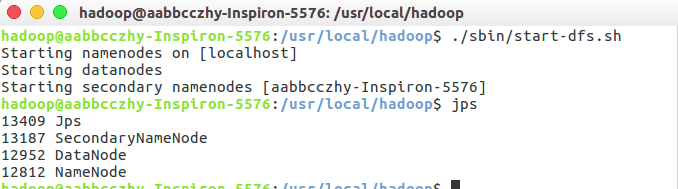 hadoop@aabbcczhy-Inspiron-5576: /usr/local/hadoop
hadoop@aabbcczhy-Inspiron-5576:/usr/local/hadoop$ ./sbin/start-dfs.sh
Starting namenodes on [localhost]
Starting datanodes
Starting secondary namenodes [aabbcczhy-Inspiron-5576]
hadoop@aabbcczhy-Inspiron-5576:/usr/local/hadoop$ jps
13409 Jps
13187 SecondaryNameNode
12952 DataNode
12812 NameNode
hadoop@aabbcczhy-Inspiron-5576:/usr/local/hadoop$